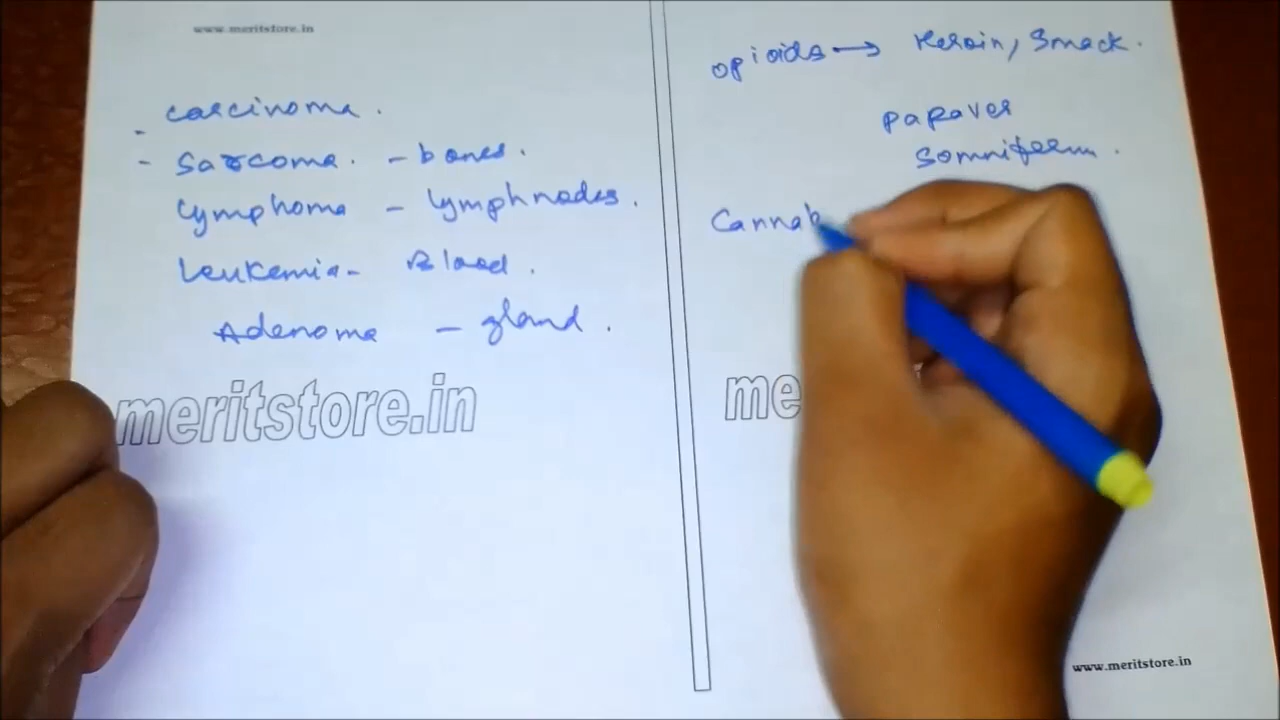 www.meritstore.in
- Carcinoma.
- Sarcoma. - bones.
Lymphoma - lymphnodes.
Leukemia - Blood.
Adenoma - gland.
meritstore.in
opioids → Heroin, Smack.
papaver
somniferum.
Cannab
me
www.meritstore.in